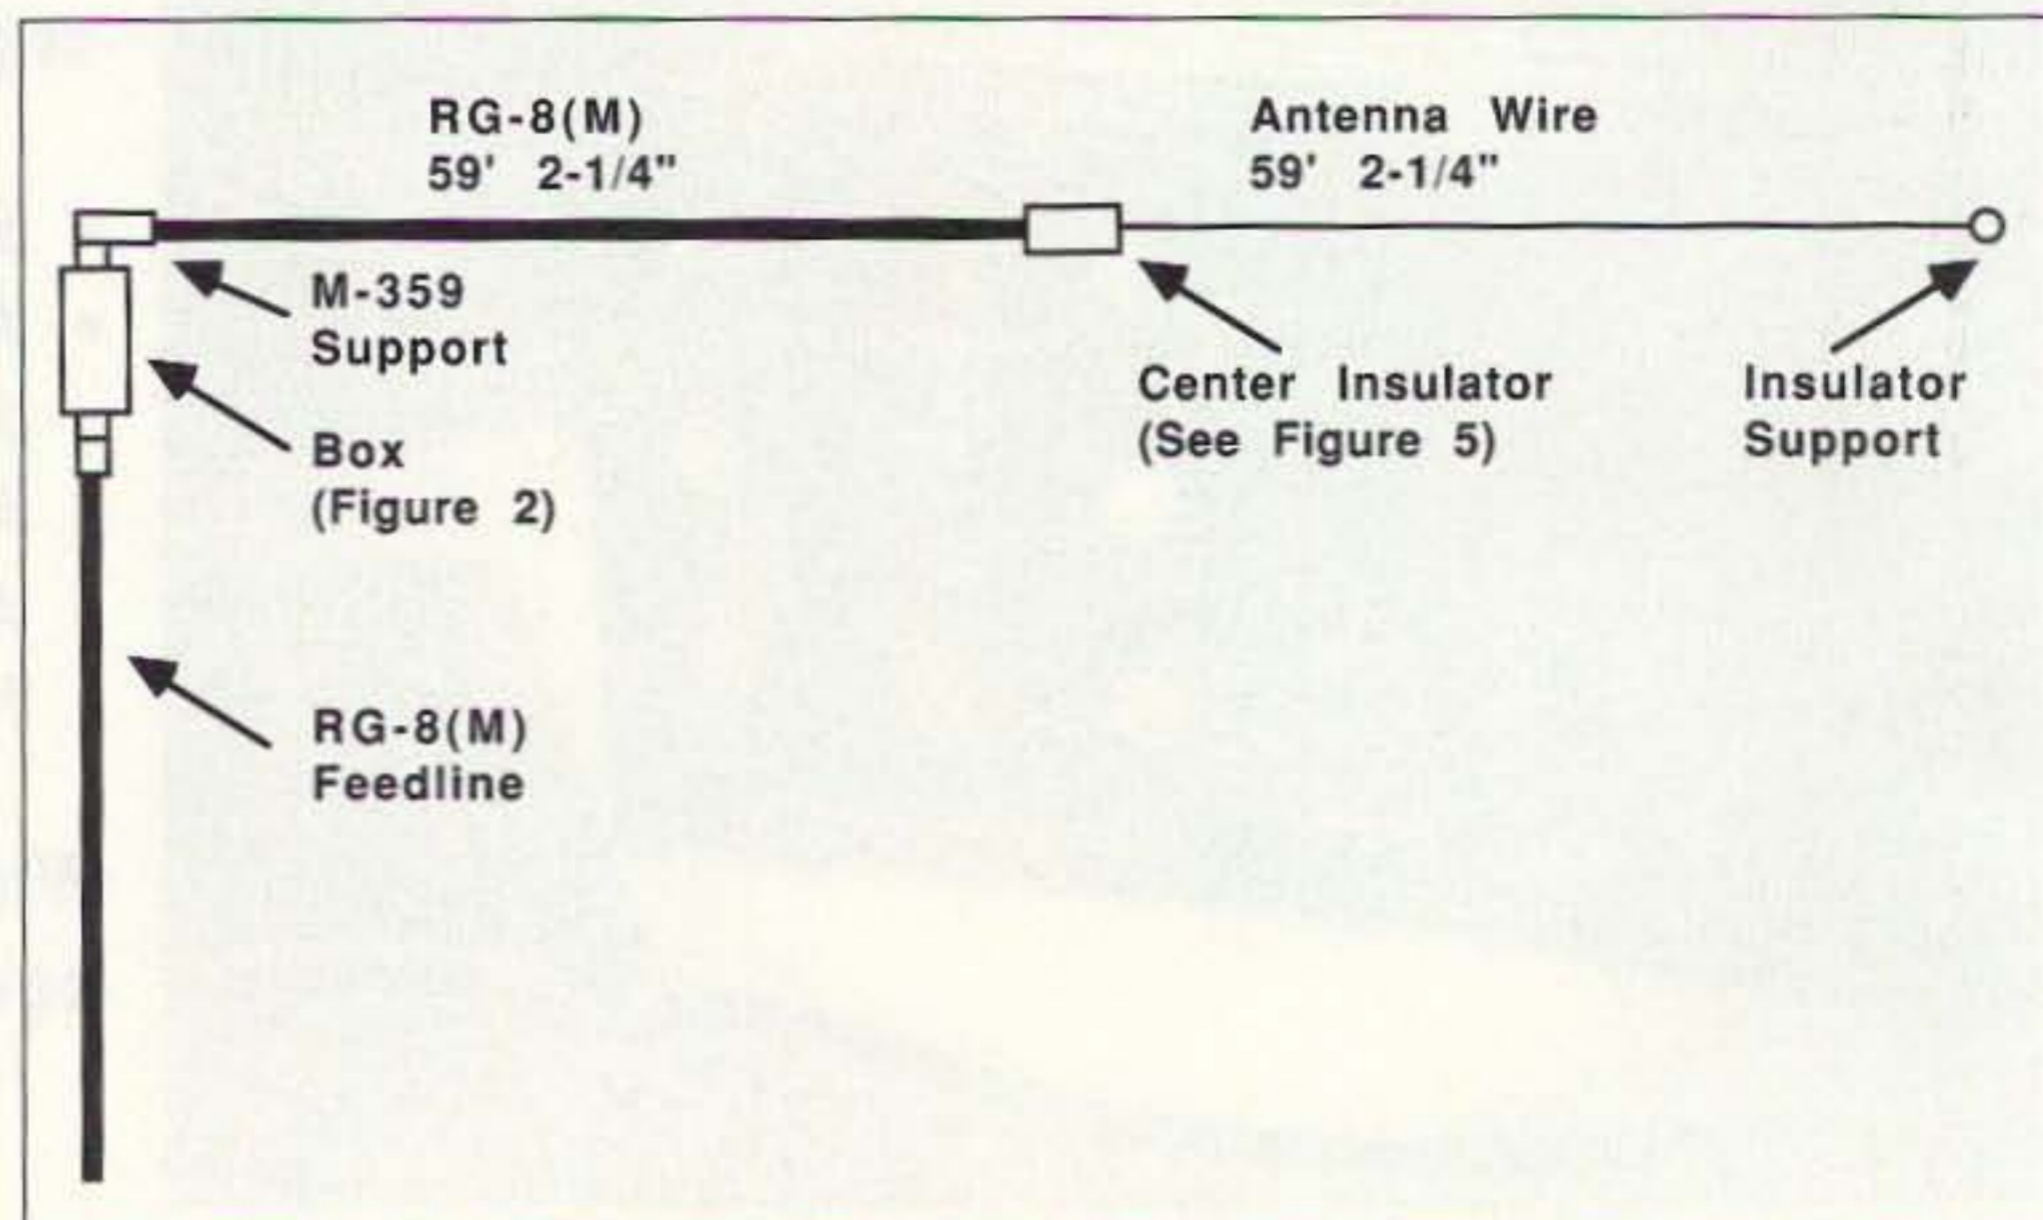 RG-8(M)
59' 2-1/4"
Antenna Wire
59' 2-1/4"
M-359
Support
Box
(Figure 2)
Center Insulator
(See Figure 5)
Insulator
Support
RG-8(M)
Feedline